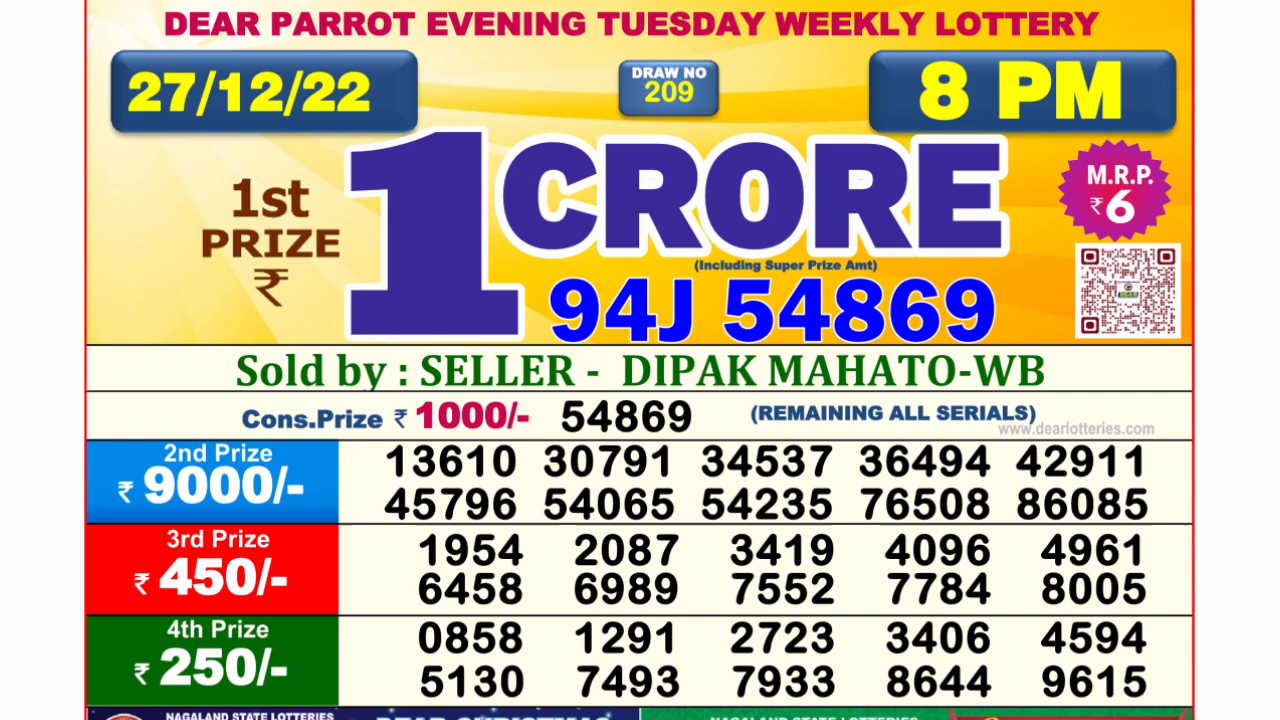 DEAR PARROT EVENING TUESDAY WEEKLY LOTTERY
27/12/22
DRAW NO
209
8 PM
1st
PRIZE
₹
1 CRORE
(Including Super Prize Amt)
94J 54869
M.R.P.
₹6
Sold by : SELLER - DIPAK MAHATO-WB
Cons.Prize ₹ 1000/- 54869 (REMAINING ALL SERIALS)
www.dearlotteries.com
2nd Prize
₹ 9000/-
13610 30791 34537 36494 42911
45796 54065 54235 76508 86085
3rd Prize
₹ 450/-
1954 2087 3419 4096 4961
6458 6989 7552 7784 8005
4th Prize
₹ 250/-
0858 1291 2723 3406 4594
5130 7493 7933 8644 9615
NAGALAND STATE LOTTERIES
DEAR CHRISTMAS
NAGALAND STATE LOTTERIES